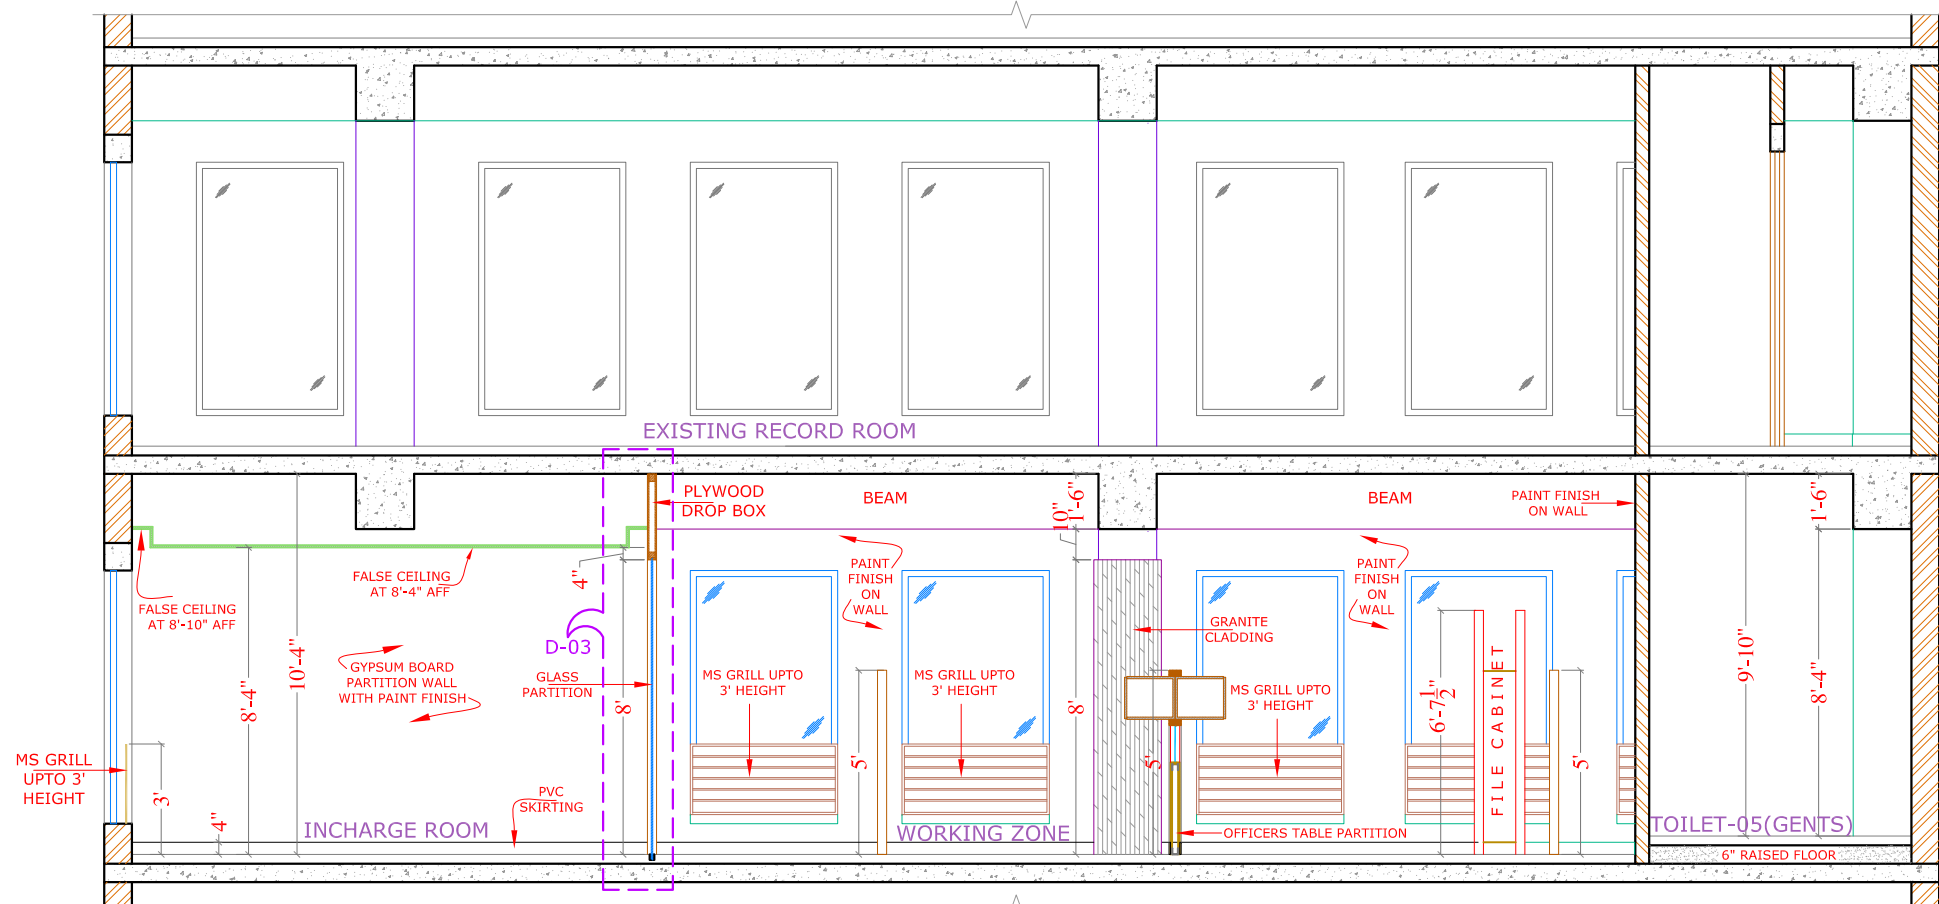 EXISTING RECORD ROOM
PLYWOOD
DROP BOX
BEAM
10"
1'-6"
BEAM
PAINT FINISH
ON WALL
1'-6"
FALSE CEILING
AT 8'-10" AFF
FALSE CEILING
AT 8'-4" AFF
4"
PAINT
FINISH
ON
WALL
PAINT
FINISH
ON
WALL
GRANITE
CLADDING
D-03
GYPSUM BOARD
PARTITION WALL
WITH PAINT FINISH
GLASS
PARTITION
8'-4"
10'-4"
8'
MS GRILL UPTO
3' HEIGHT
MS GRILL UPTO
3' HEIGHT
8'
MS GRILL UPTO
3' HEIGHT
6'-7 1/2"
FILE CABINET
9'-10"
8'-4"
MS GRILL
UPTO 3'
HEIGHT
3'
4"
PVC
SKIRTING
5'
5'
5'
INCHARGE ROOM
WORKING ZONE
OFFICERS TABLE PARTITION
TOILET-05(GENTS)
6" RAISED FLOOR